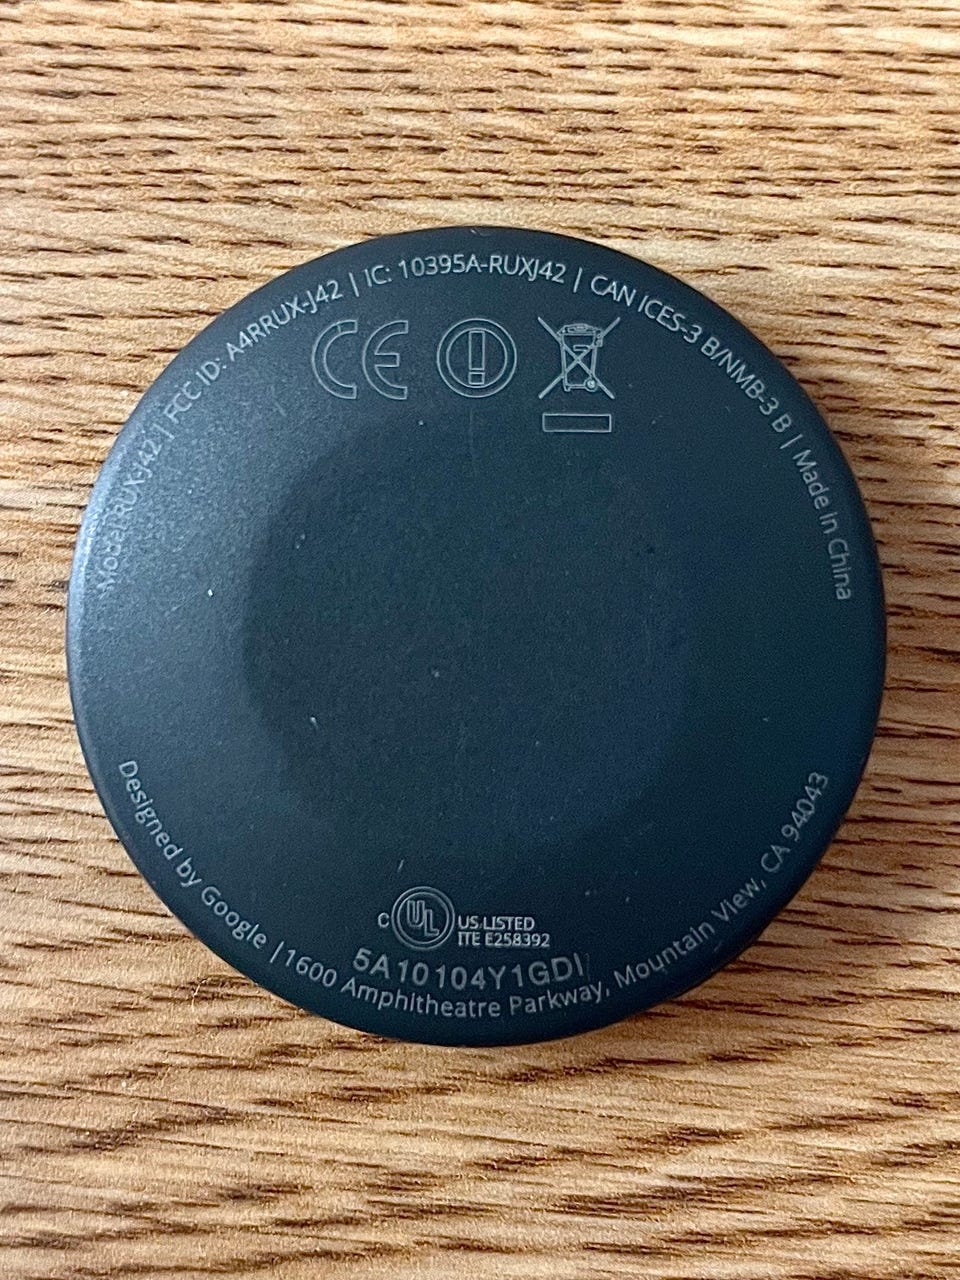 Model RUX-J42 | FCC ID: A4RRUX-J42 | IC: 10395A-RUXJ42 | CAN ICES-3 B/NMB-3 B | Made in China
CE
C UL US LISTED
ITE E258392
5A10104Y1GDI
Designed by Google | 1600 Amphitheatre Parkway, Mountain View, CA 94043